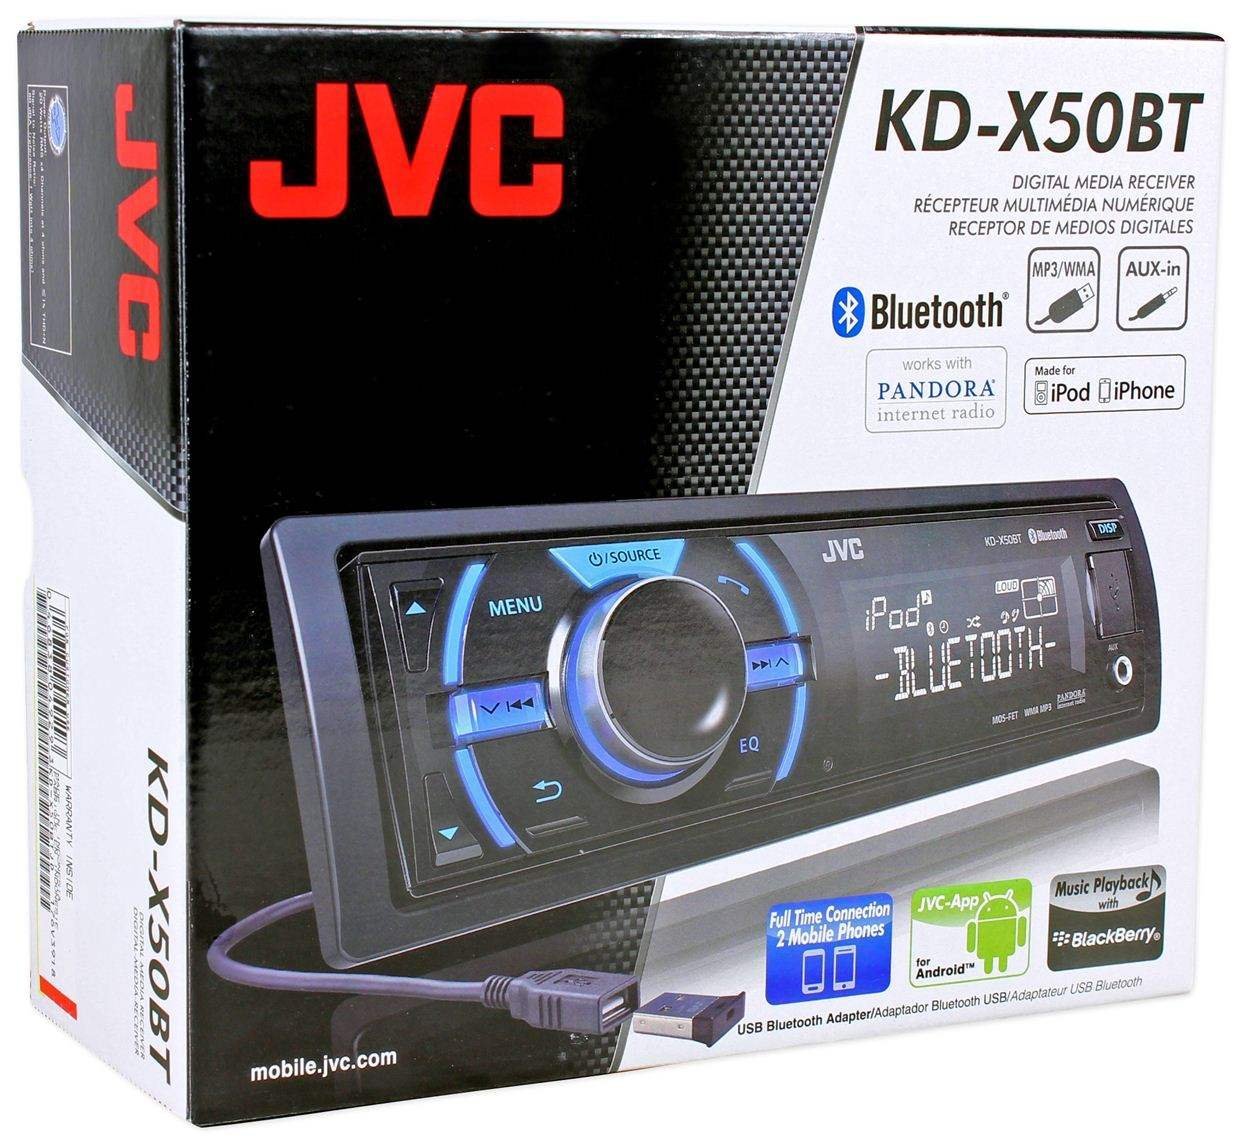 JVC
KD-X50BT
DIGITAL MEDIA RECEIVER
RÉCEPTEUR MULTIMÉDIA NUMÉRIQUE
RECEPTOR DE MEDIOS DIGITALES
MP3/WMA
AUX-in
Bluetooth®
works with
PANDORA®
internet radio
Made for
iPod iPhone
⏻/SOURCE
MENU
EQ
JVC
KD-X50BT Bluetooth
DISP
LOUD
iPod
-BLUETOOTH-
AUX
MOS-FET WMA MP3
PANDORA
internet radio
Full Time Connection
2 Mobile Phones
JVC-App
for
Android™
Music Playback
with
BlackBerry®
USB Bluetooth Adapter/Adaptador Bluetooth USB/Adaptateur USB Bluetooth
mobile.jvc.com
JVC
KD-X50BT
DIGITAL MEDIA RECEIVER
DIGITAL-MEDIA-RECEIVER
WARRANTY INSIDE